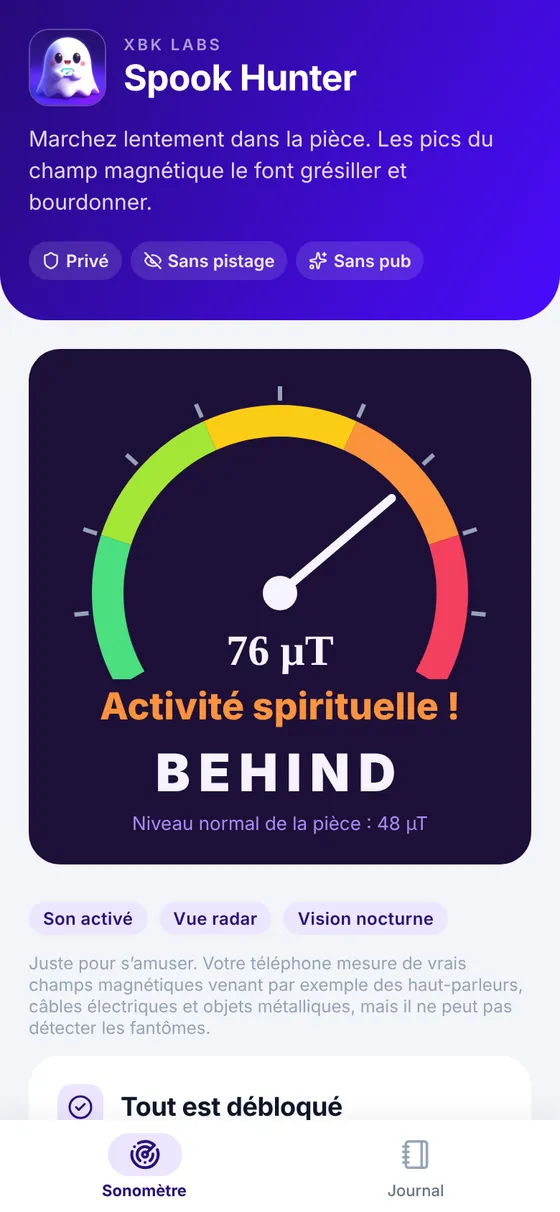 XBK LABS
Spook Hunter
Marchez lentement dans la pièce. Les pics du
champ magnétique le font grésiller et
bourdonner.
Privé
Sans pistage
Sans pub
76 µT
Activité spirituelle !
BEHIND
Niveau normal de la pièce : 48 µT
Son activé
Vue radar
Vision nocturne
Juste pour s’amuser. Votre téléphone mesure de vrais
champs magnétiques venant par exemple des haut-parleurs,
câbles électriques et objets métalliques, mais il ne peut pas
détecter les fantômes.
Tout est débloqué
Sonomètre
Journal